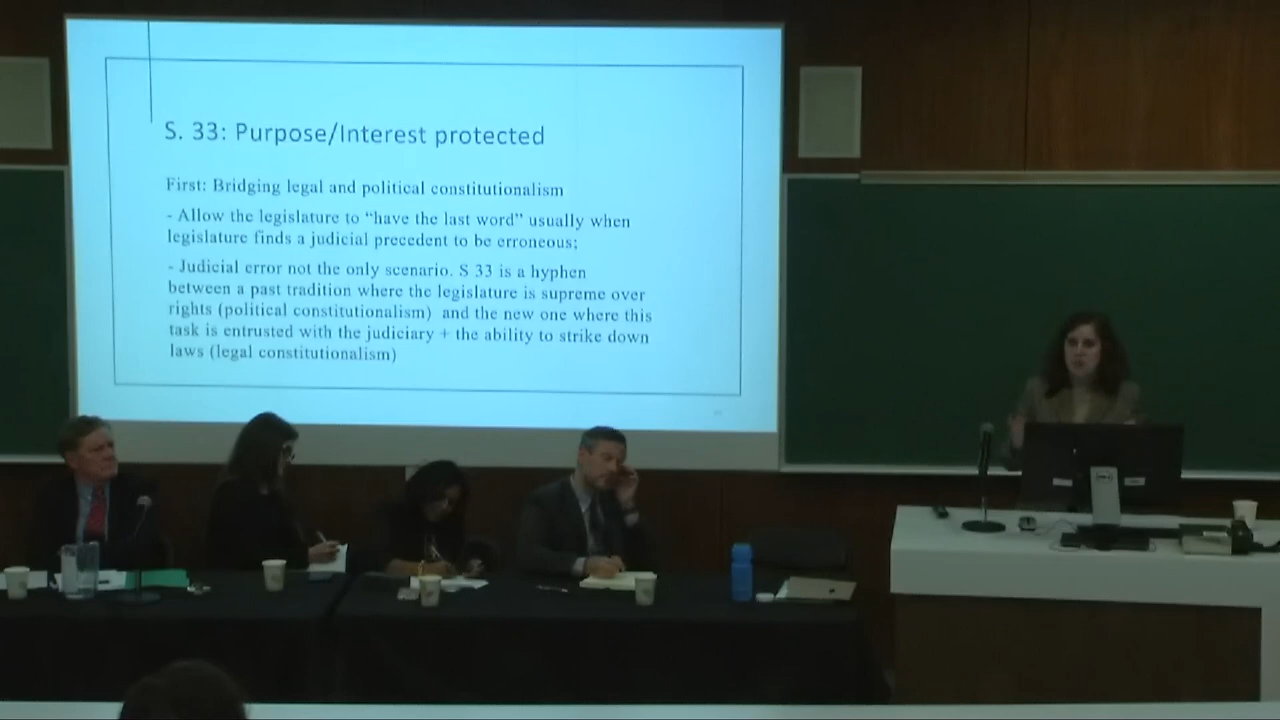 S. 33: Purpose/Interest protected
First: Bridging legal and political constitutionalism
- Allow the legislature to “have the last word” usually when
legislature finds a judicial precedent to be erroneous;
- Judicial error not the only scenario. S 33 is a hyphen
between a past tradition where the legislature is supreme over
rights (political constitutionalism) and the new one where this
task is entrusted with the judiciary + the ability to strike down
laws (legal constitutionalism)